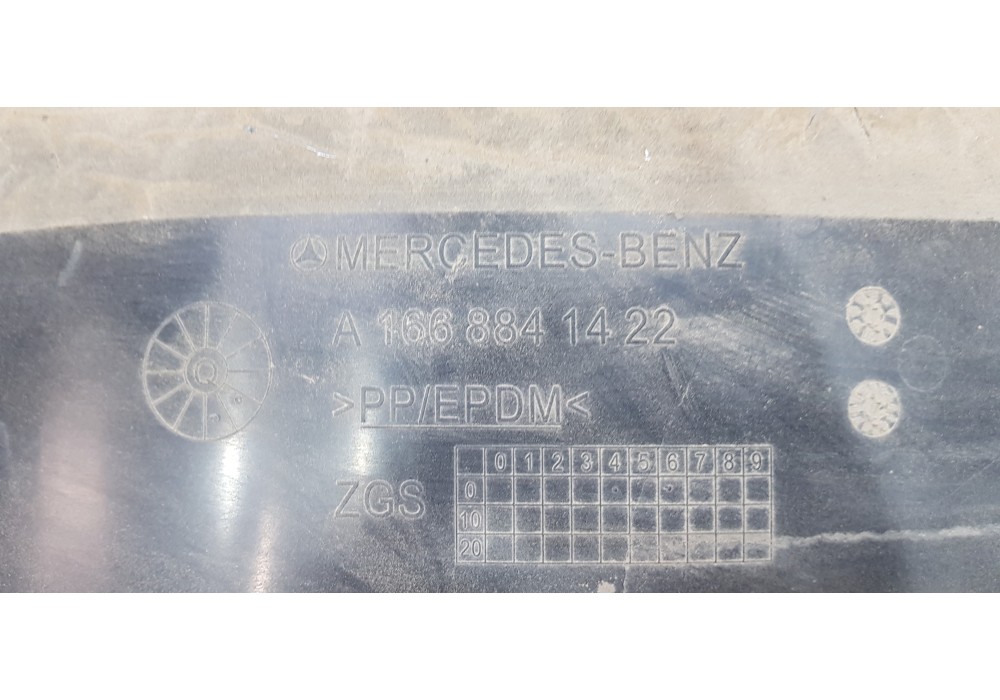 MERCEDES-BENZ
A 166 884 14 22
Q
>PP/EPDM<
ZGS
0 1 2 3 4 5 6 7 8 9
0
10
20